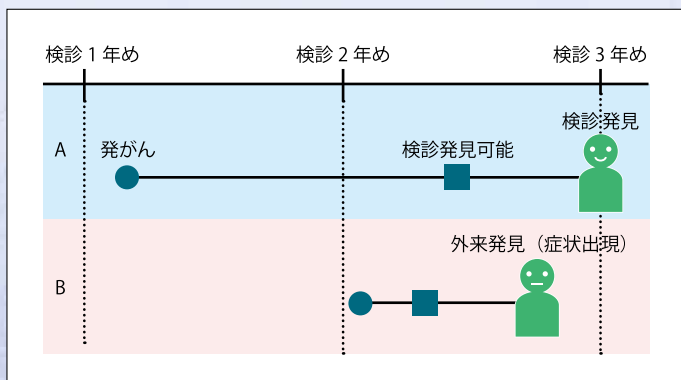 検診 1 年め 検診 2 年め 検診 3 年め
検診発見
A 発がん 検診発見可能
外来発見（症状出現）
B